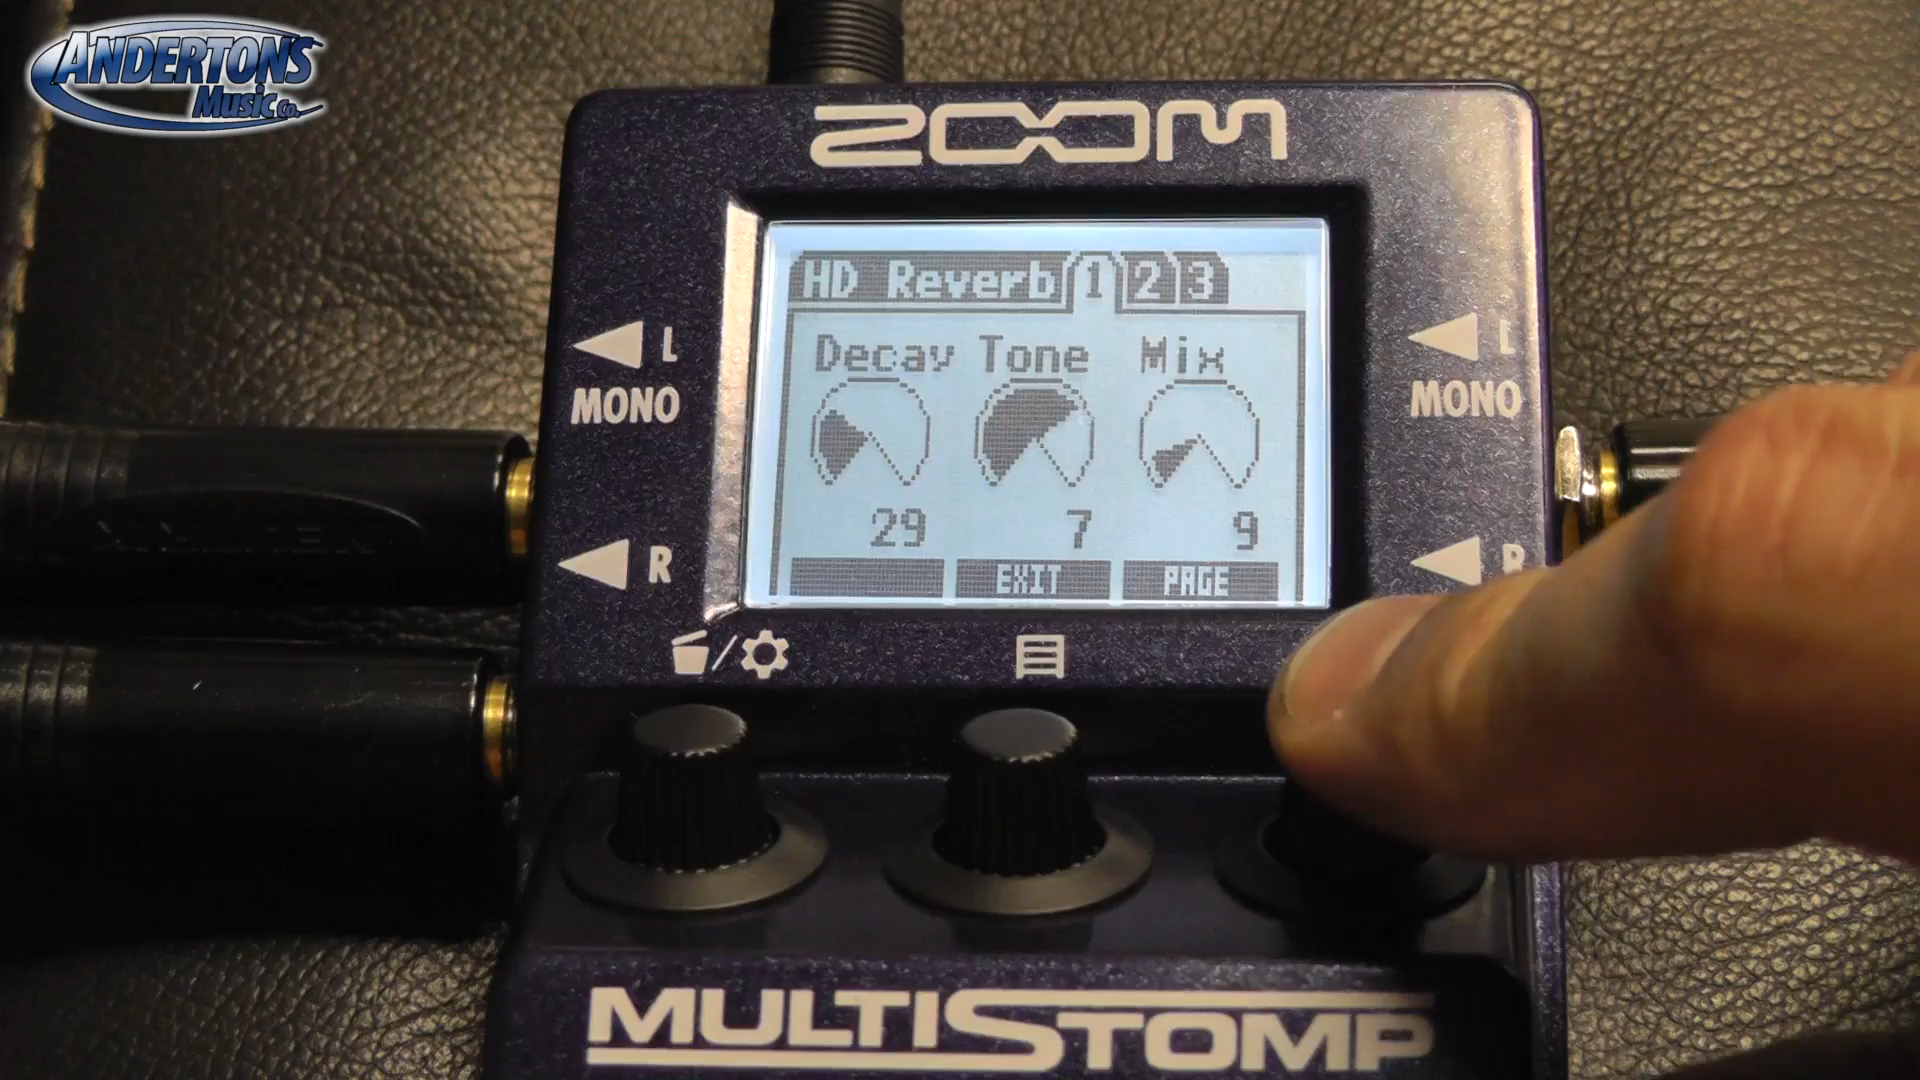 ANDERTONS
Music Co.
ZOOM
HD Reverb 1 2 3
L
MONO
R
Decay Tone Mix
29 7 9
EXIT PAGE
L
MONO
R
MULTISTOMP